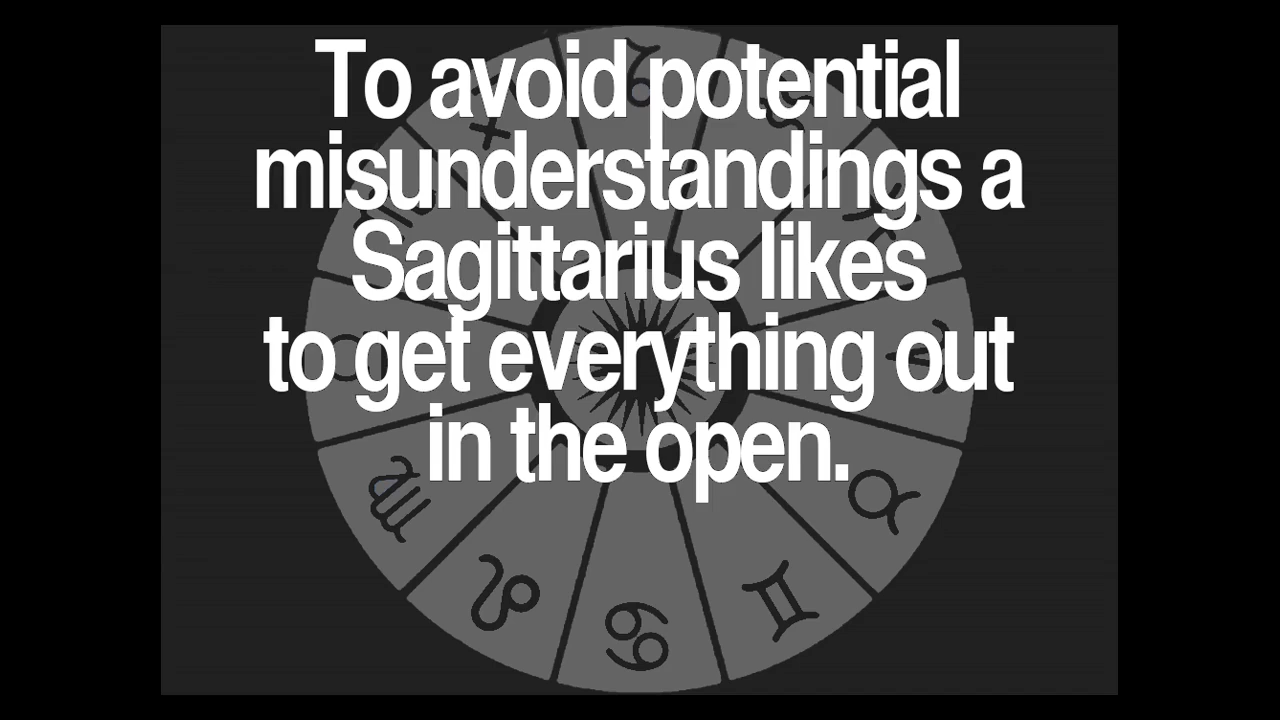 To avoid potential
misunderstandings a
Sagittarius likes
to get everything out
in the open.